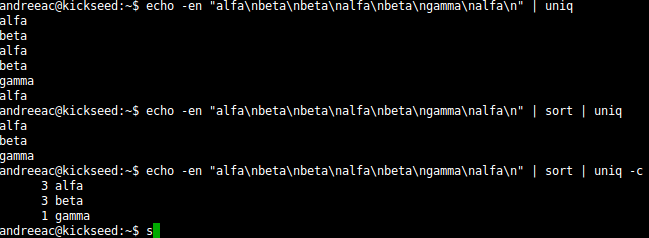 andreeac@kickseed:~$ echo -en "alfa\nbeta\nalfa\nbeta\ngamma\nalfa\n" | uniq
alfa
beta
alfa
beta
gamma
alfa
andreeac@kickseed:~$ echo -en "alfa\nbeta\nalfa\nbeta\ngamma\nalfa\n" | sort | uniq
alfa
beta
gamma
andreeac@kickseed:~$ echo -en "alfa\nbeta\nalfa\nbeta\ngamma\nalfa\n" | sort | uniq -c
3 alfa
3 beta
1 gamma
andreeac@kickseed:~$ s